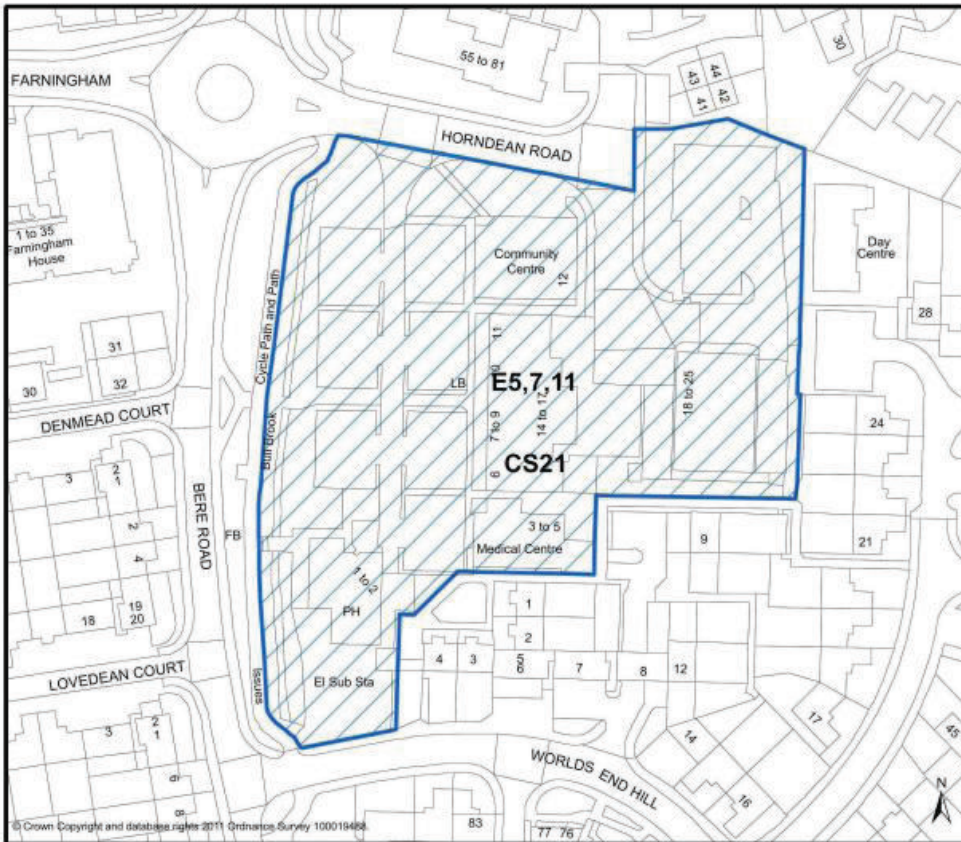 55 to 81
30
FARNINGHAM
43
44
41
42
HORNDEAN ROAD
1 to 35
Farningham
House
Community
Centre
12
Day
Centre
28
Cycle Path and Path
31
30
32
11
LB
E5,7,11
18 to 25
14 to 17
7 to 9
24
DENMEAD COURT
Bull Brook
CS21
6
3
2
1
BERE ROAD
2
3 to 5
9
FB
Medical Centre
21
4
1 to 2
19
20
18
PH
1
2
4
3
7
8
12
LOVEDEAN COURT
El Sub Sta
Issues
17
3
2
1
14
45
WORLDS END HILL
6
16
8
N
83
77
76
© Crown Copyright and database rights 2011 Ordnance Survey 100019488.